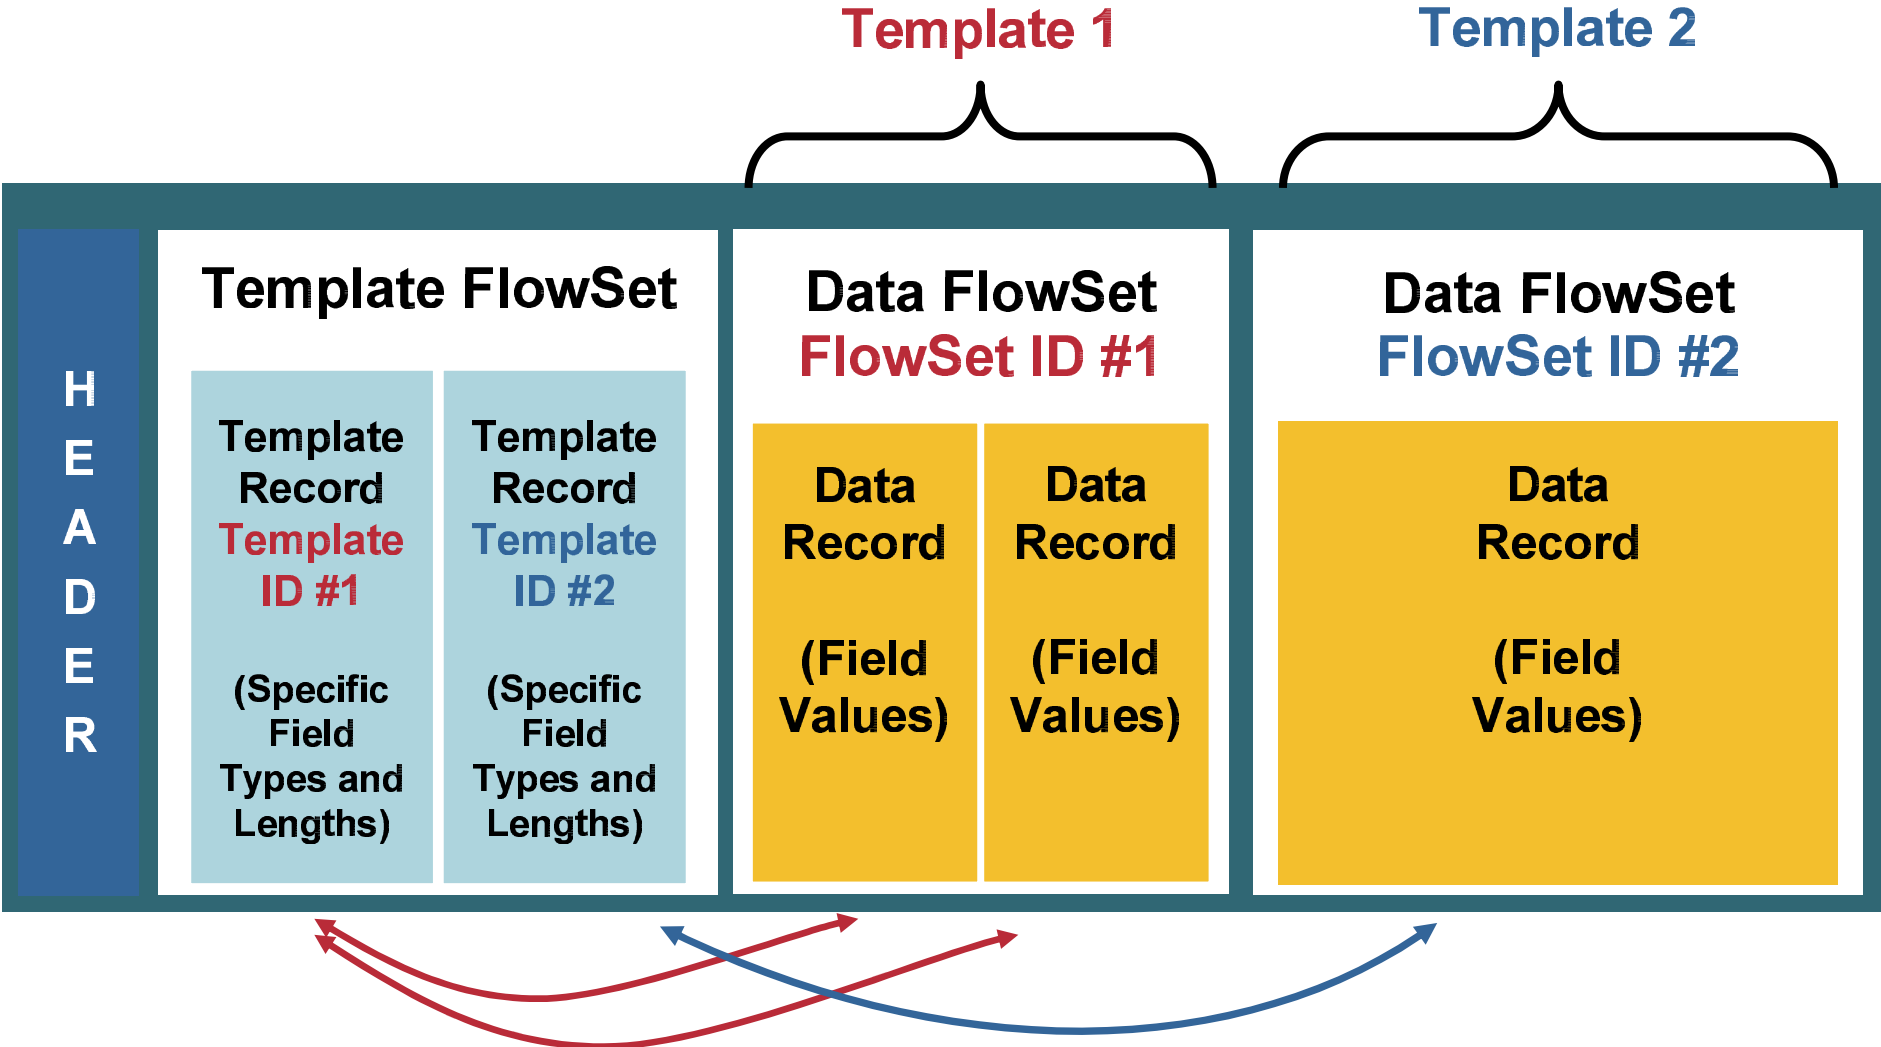 Template 1
Template 2
H
E
A
D
E
R
Template FlowSet
Template
Record
Template
ID #1
(Specific
Field
Types and
Lengths)
Template
Record
Template
ID #2
(Specific
Field
Types and
Lengths)
Data FlowSet
FlowSet ID #1
Data
Record
(Field
Values)
Data
Record
(Field
Values)
Data FlowSet
FlowSet ID #2
Data
Record
(Field
Values)